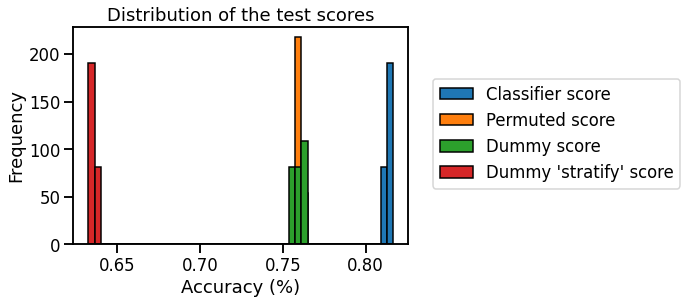 Distribution of the test scores
Frequency
200
150
100
50
0
0.65 0.70 0.75 0.80
Accuracy (%)
Classifier score
Permuted score
Dummy score
Dummy 'stratify' score